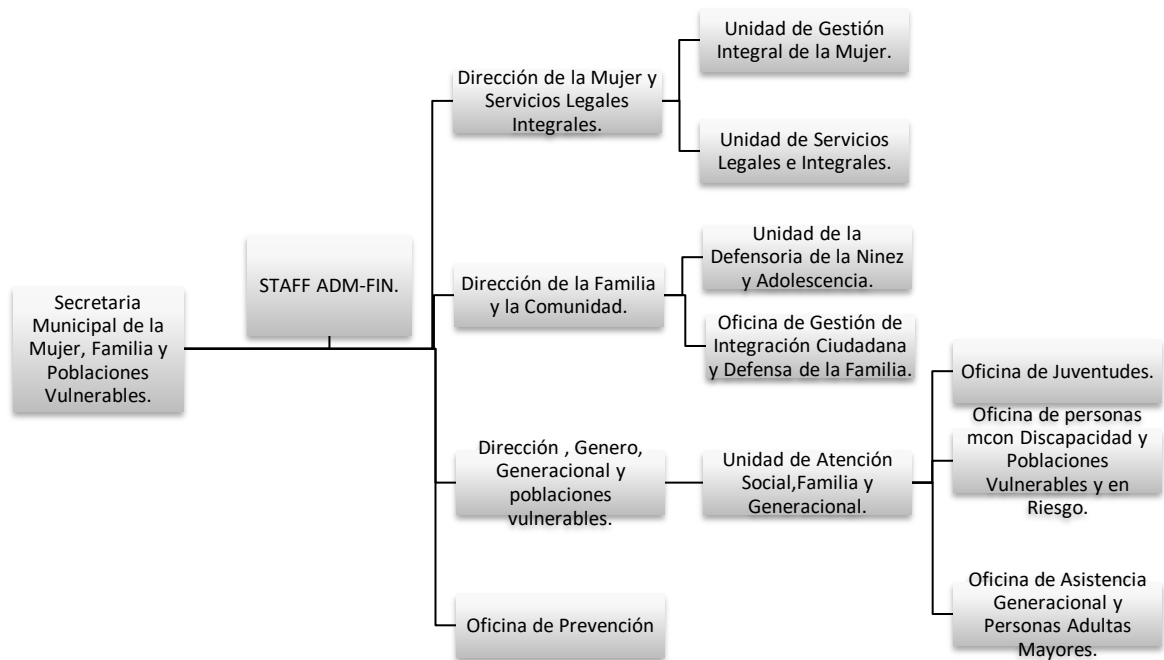 Secretaria
Municipal de la
Mujer, Familia y
Poblaciones
Vulnerables.
STAFF ADM-FIN.
Dirección de la Mujer y
Servicios Legales
Integrales.
Unidad de Gestión
Integral de la Mujer.
Unidad de Servicios
Legales e Integrales.
Dirección de la Familia
y la Comunidad.
Unidad de la
Defensoria de la Ninez
y Adolescencia.
Oficina de Gestión de
Integración Ciudadana
y Defensa de la Familia.
Dirección , Genero,
Generacional y
poblaciones
vulnerables.
Unidad de Atención
Social,Familia y
Generacional.
Oficina de Juventudes.
Oficina de personas
mcon Discapacidad y
Poblaciones
Vulnerables y en
Riesgo.
Oficina de Asistencia
Generacional y
Personas Adultas
Mayores.
Oficina de Prevención